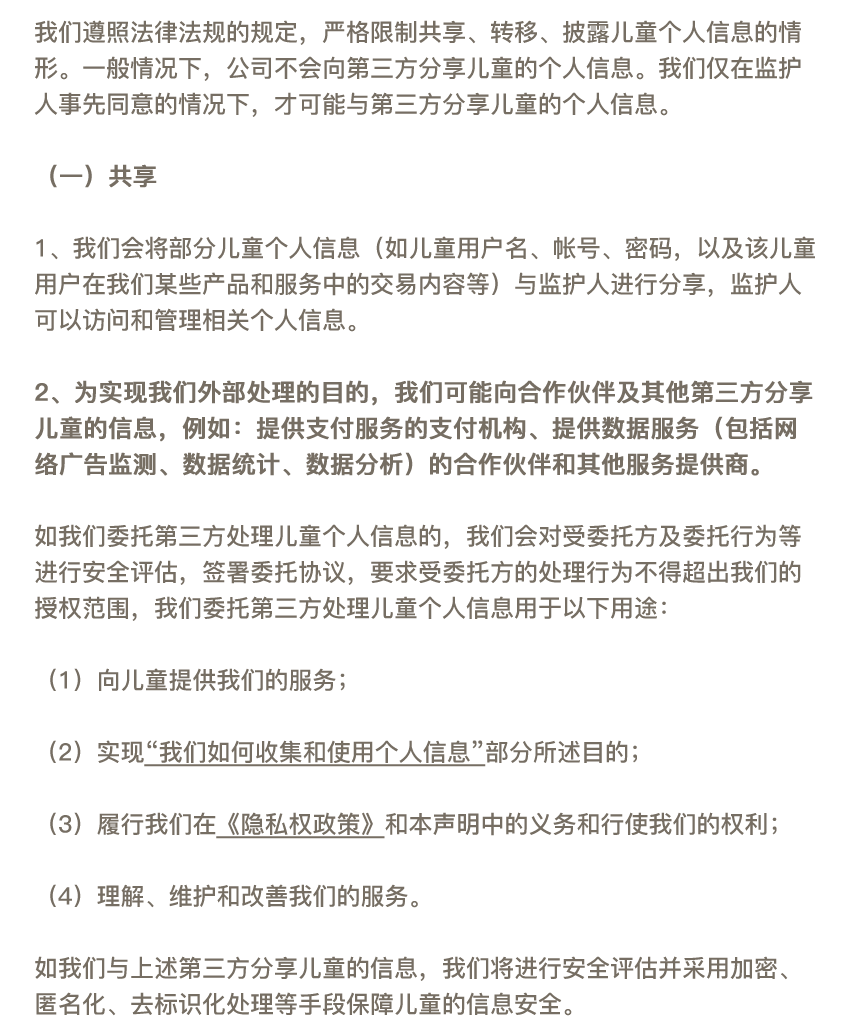 我们遵照法律法规的规定，严格限制共享、转移、披露儿童个人信息的情
形。一般情况下，公司不会向第三方分享儿童的个人信息。我们仅在监护
人事先同意的情况下，才可能与第三方分享儿童的个人信息。
（一）共享
1、我们会将部分儿童个人信息（如儿童用户名、帐号、密码，以及该儿童
用户在我们某些产品和服务中的交易内容等）与监护人进行分享，监护人
可以访问和管理相关个人信息。
2、为实现我们外部处理的目的，我们可能向合作伙伴及其他第三方分享
儿童的信息，例如：提供支付服务的支付机构、提供数据服务（包括网
络广告监测、数据统计、数据分析）的合作伙伴和其他服务提供商。
如我们委托第三方处理儿童个人信息的，我们会对受委托方及委托行为等
进行安全评估，签署委托协议，要求受委托方的处理行为不得超出我们的
授权范围，我们委托第三方处理儿童个人信息用于以下用途：
（1）向儿童提供我们的服务；
（2）实现“我们如何收集和使用个人信息”部分所述目的；
（3）履行我们在《隐私权政策》和本声明中的义务和行使我们的权利；
（4）理解、维护和改善我们的服务。
如我们与上述第三方分享儿童的信息，我们将进行安全评估并采用加密、
匿名化、去标识化处理等手段保障儿童的信息安全。